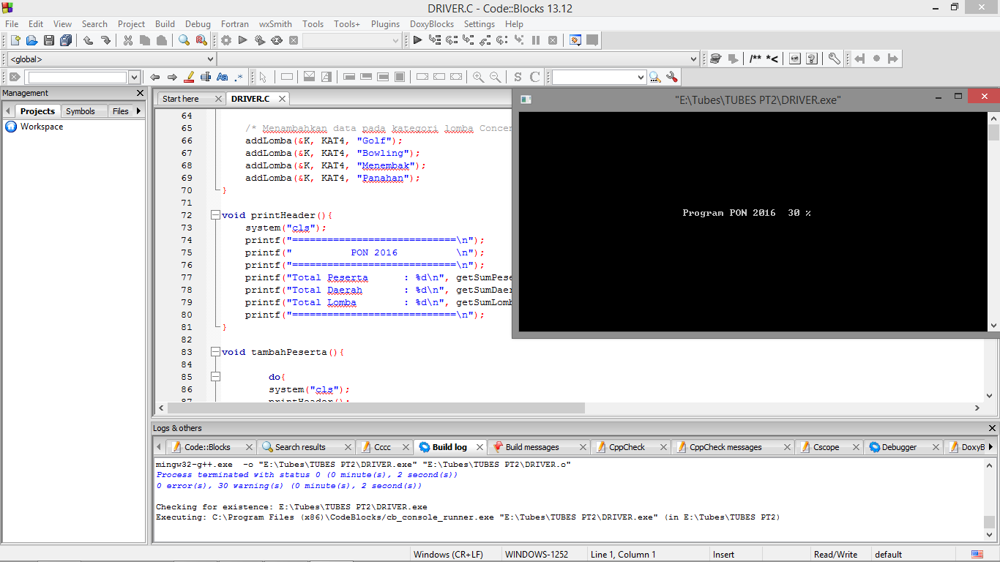 DRIVER.C - Code::Blocks 13.12
File Edit View Search Project Build Debug Fortran wxSmith Tools Tools+ Plugins DoxyBlocks Settings Help
<global>
/** *<
Aa .*
S C
Management
Projects Symbols Files
Workspace
Start here DRIVER.C
64
65 /* Menambahkan data pada kategori lomba Concer
66 addLomba(&K, KAT4, "Golf");
67 addLomba(&K, KAT4, "Bowling");
68 addLomba(&K, KAT4, "Menembak");
69 addLomba(&K, KAT4, "Panahan");
70 }
71
72 void printHeader(){
73 system("cls");
74 printf("============================\n");
75 printf(" PON 2016 \n");
76 printf("============================\n");
77 printf("Total Peserta : %d\n", getSumPese
78 printf("Total Daerah : %d\n", getSumDaer
79 printf("Total Lomba : %d\n", getSumLomb
80 printf("============================\n");
81 }
82
83 void tambahPeserta(){
84
85 do{
86 system("cls");
87 printHeader();
"E:\Tubes\TUBES PT2\DRIVER.exe"
Program PON 2016 30 %
Logs & others
Code::Blocks Search results Cccc Build log Build messages CppCheck CppCheck messages Cscope Debugger DoxyB
mingw32-g++.exe -o "E:\Tubes\TUBES PT2\DRIVER.exe" "E:\Tubes\TUBES PT2\DRIVER.o"
Process terminated with status 0 (0 minute(s), 2 second(s))
0 error(s), 30 warning(s) (0 minute(s), 2 second(s))
Checking for existence: E:\Tubes\TUBES PT2\DRIVER.exe
Executing: C:\Program Files (x86)\CodeBlocks/cb_console_runner.exe "E:\Tubes\TUBES PT2\DRIVER.exe" (in E:\Tubes\TUBES PT2)
Windows (CR+LF) WINDOWS-1252 Line 1, Column 1 Insert Read/Write default